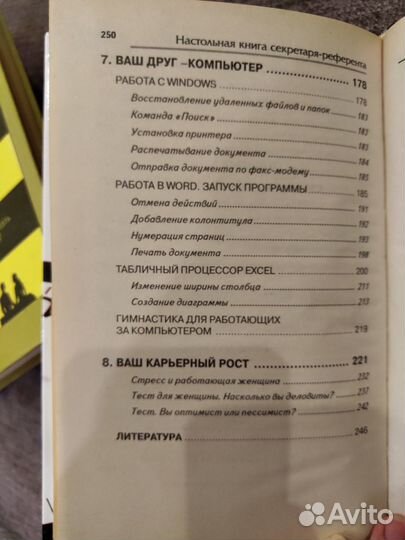 250 Настольная книга секретаря-референта
7. ВАШ ДРУГ –КОМПЬЮТЕР 178
РАБОТА С WINDOWS 178
Восстановление удаленных файлов и папок 183
Команда «Поиск» 183
Установка принтера 183
Распечатывание документа 184
Отправка документа по факс-модему 185
РАБОТА В WORD. ЗАПУСК ПРОГРАММЫ 185
Отмена действий 191
Добавление колонтитула 192
Нумерация страниц 193
Печать документа 198
ТАБЛИЧНЫЙ ПРОЦЕССОР EXCEL 200
Изменение ширины столбца 211
Создание диаграммы 213
ГИМНАСТИКА ДЛЯ РАБОТАЮЩИХ
ЗА КОМПЬЮТЕРОМ 219
8. ВАШ КАРЬЕРНЫЙ РОСТ 221
Стресс и работающая женщина 232
Тест для женщины. Насколько вы деловиты? 237
Тест. Вы оптимист или пессимист? 242
ЛИТЕРАТУРА 246
Avito